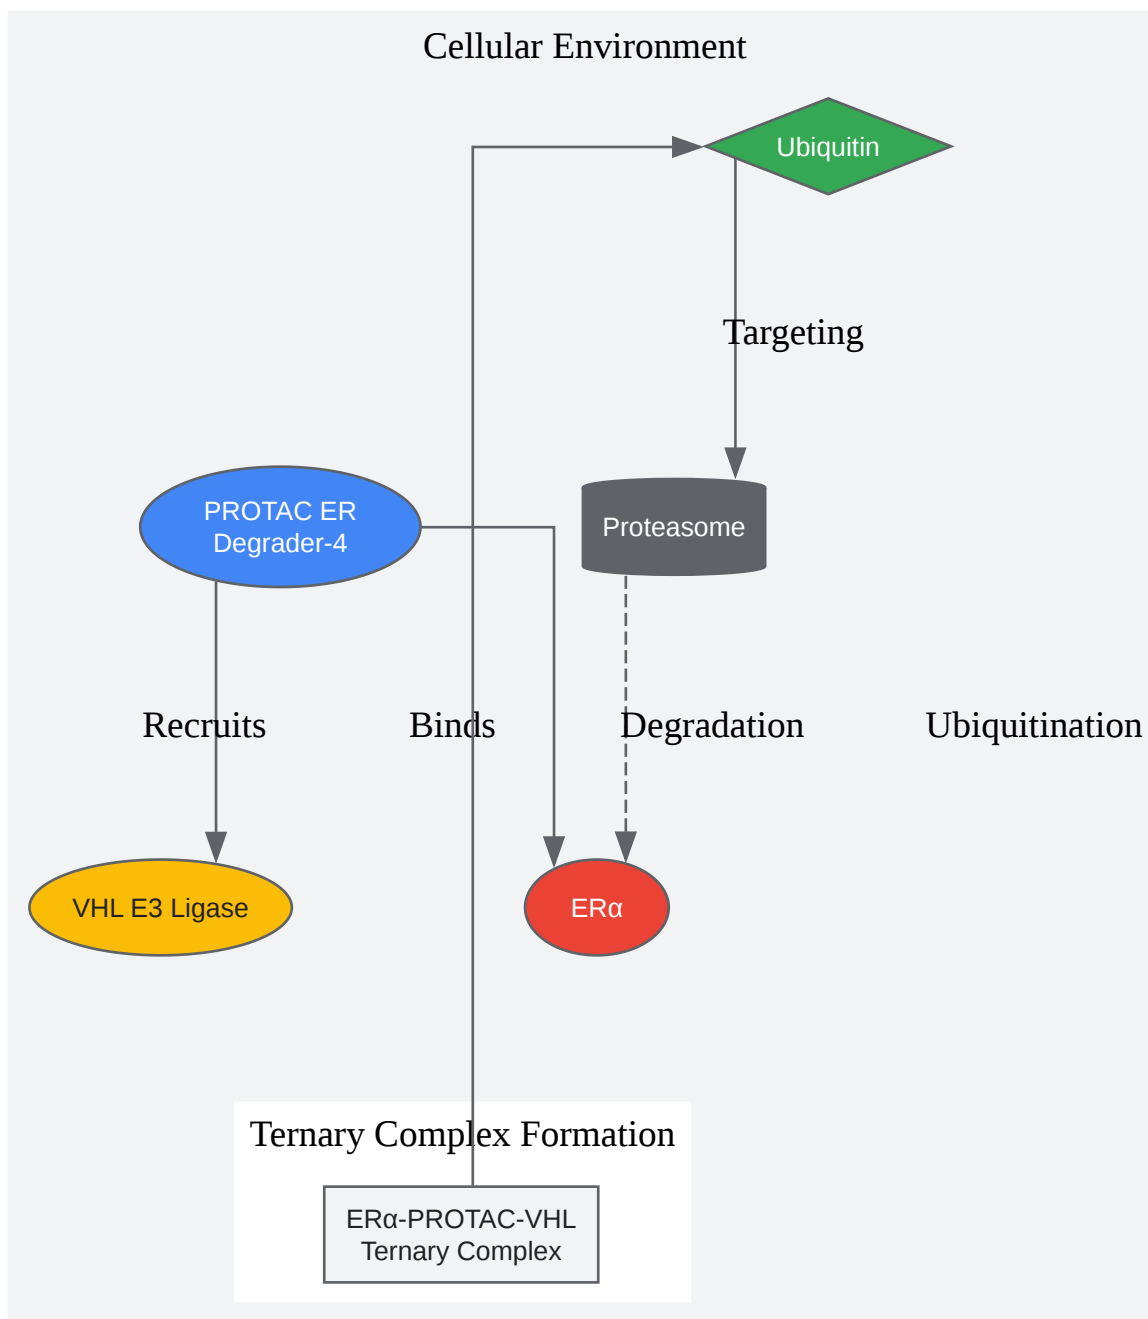 Cellular Environment
Ubiquitin
Targeting
PROTAC ER
Degrader-4
Proteasome
Recruits
Binds
Degradation
Ubiquitination
VHL E3 Ligase
ERα
Ternary Complex Formation
ERα-PROTAC-VHL
Ternary Complex